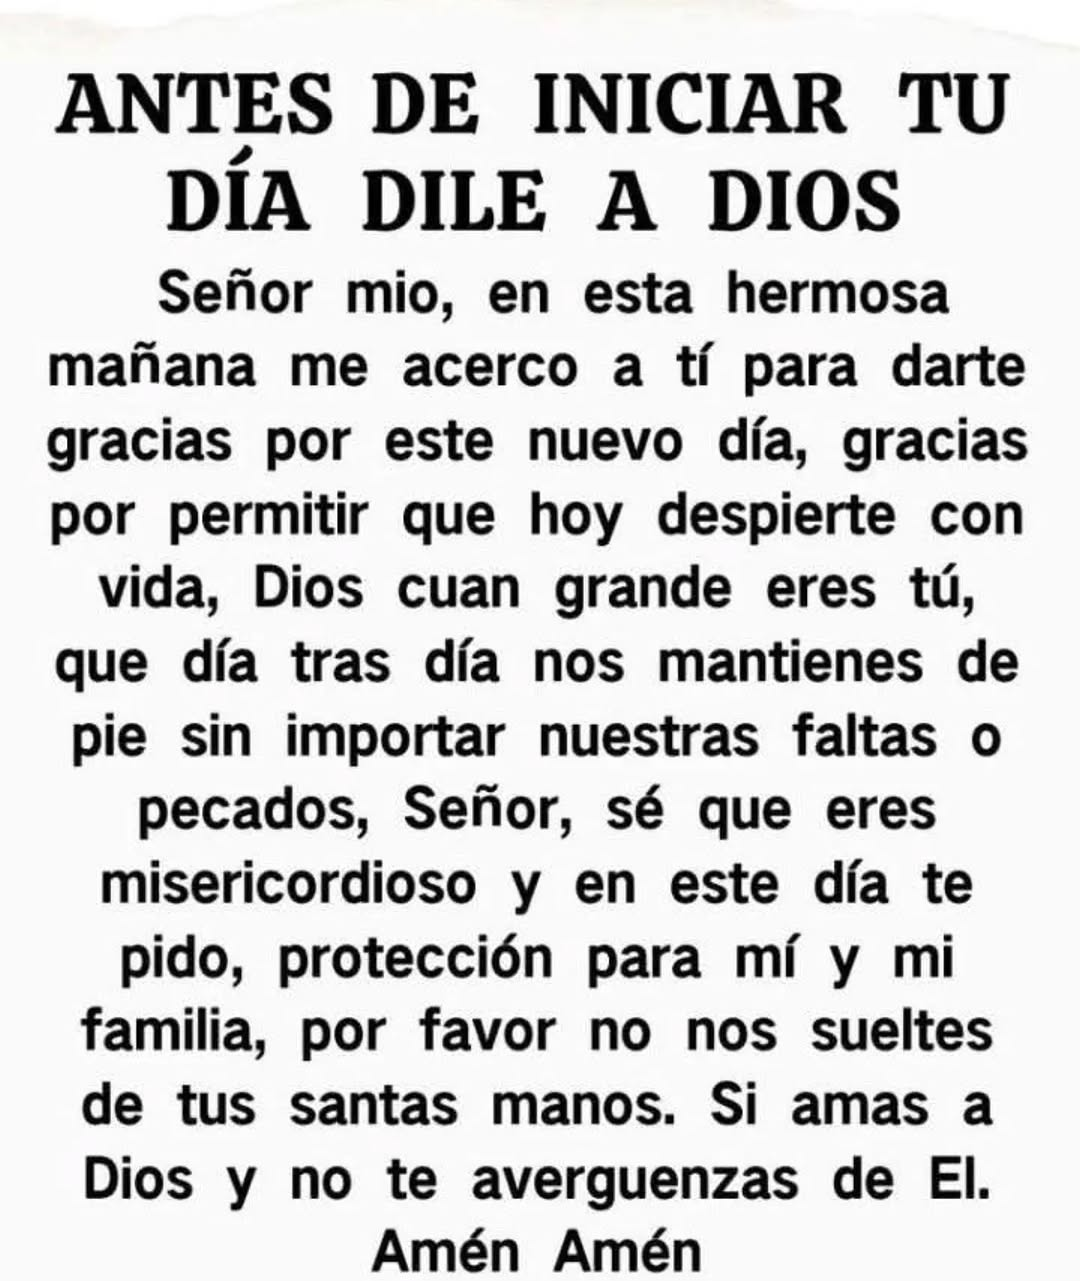 ANTES DE INICIAR TU
DÍA DILE A DIOS
Señor mio, en esta hermosa
mañana me acerco a tí para darte
gracias por este nuevo día, gracias
por permitir que hoy despierte con
vida, Dios cuan grande eres tú,
que día tras día nos mantienes de
pie sin importar nuestras faltas o
pecados, Señor, sé que eres
misericordioso y en este día te
pido, protección para mí y mi
familia, por favor no nos sueltes
de tus santas manos. Si amas a
Dios y no te averguenzas de El.
Amén Amén